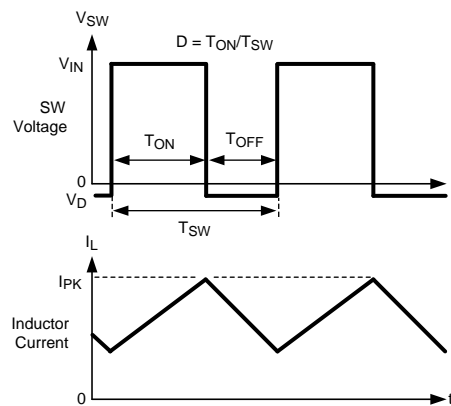 VSW
D = TON/TSW
VIN
SW
Voltage
TON
TOFF
0
VD
TSW
IL
IPK
Inductor
Current
0
t